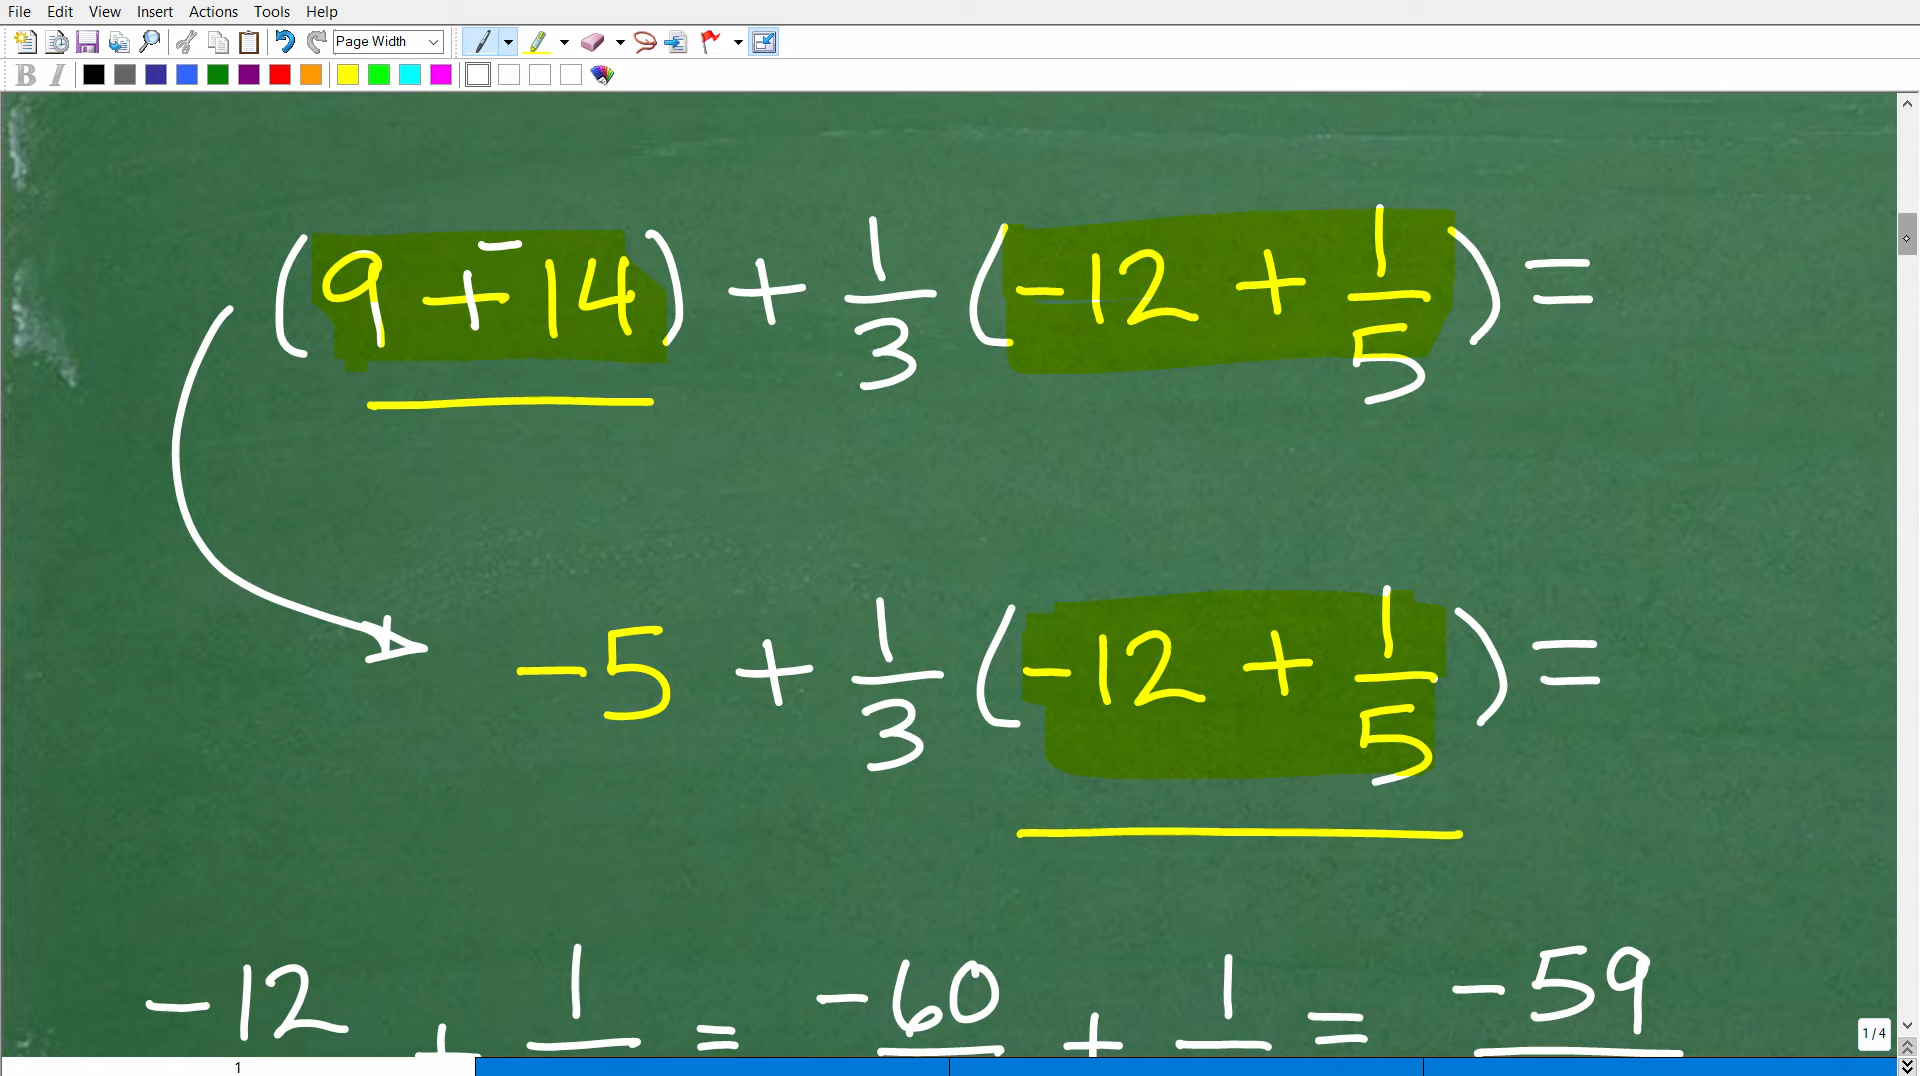 File Edit View Insert Actions Tools Help
Page Width
B I
(9 + -14) + 1/3 (-12 + 1/5) =
-5 + 1/3 (-12 + 1/5) =
-12 + 1 = -60 + 1 = -59
1 / 4
1